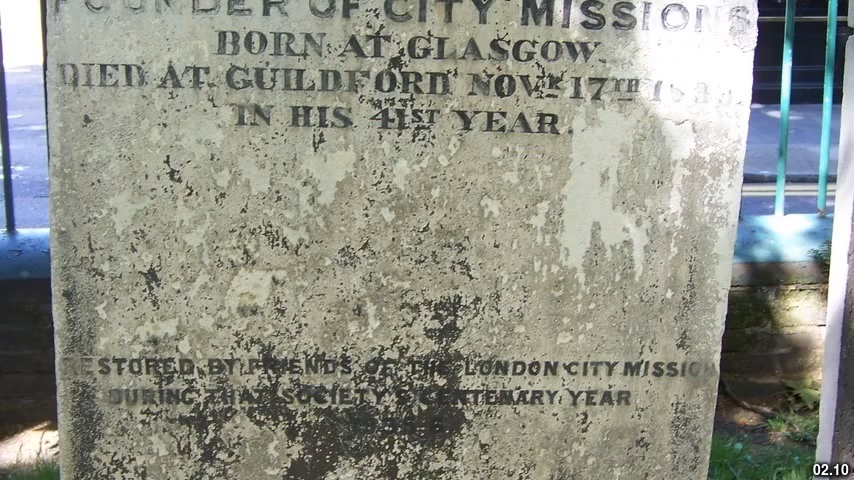 FOUNDER OF CITY MISSIONS
BORN AT GLASGOW.
DIED AT GUILDFORD NOVR 17TH
IN HIS 41ST YEAR.
RESTORED BY FRIENDS OF THE LONDON CITY MISSION
DURING THAT SOCIETY'S CENTENARY YEAR
02.10